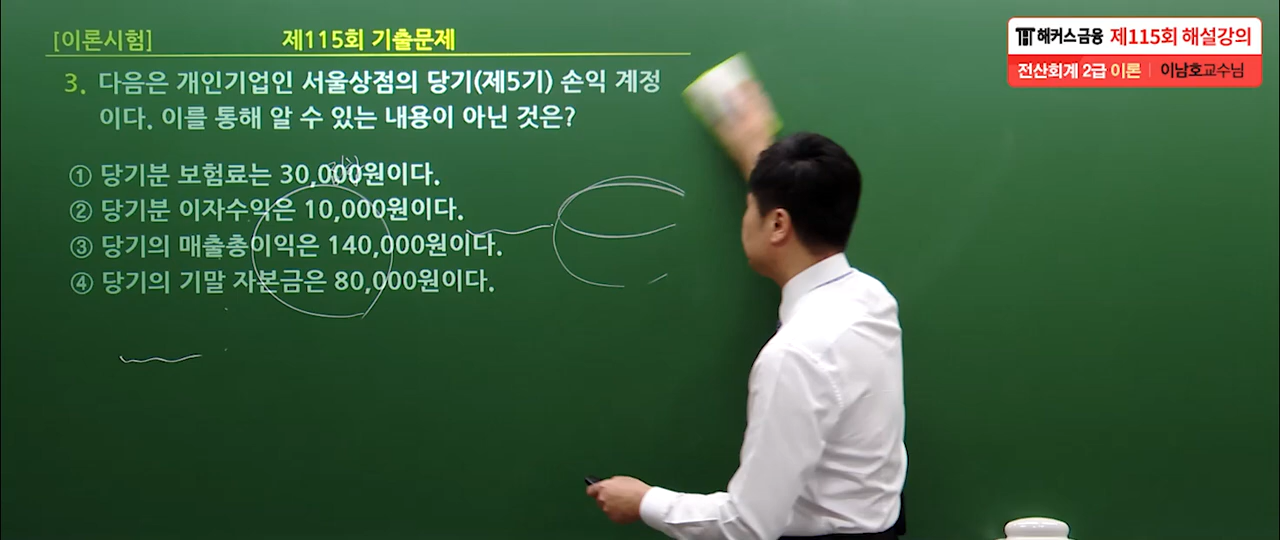 [이론시험] 제115회 기출문제
3. 다음은 개인기업인 서울상점의 당기(제5기) 손익 계정
이다. 이를 통해 알 수 있는 내용이 아닌 것은?
① 당기분 보험료는 30,000원이다.
② 당기분 이자수익은 10,000원이다.
③ 당기의 매출총이익은 140,000원이다.
④ 당기의 기말 자본금은 80,000원이다.
해커스금융 제115회 해설강의
전산회계 2급 이론 | 이남호교수님